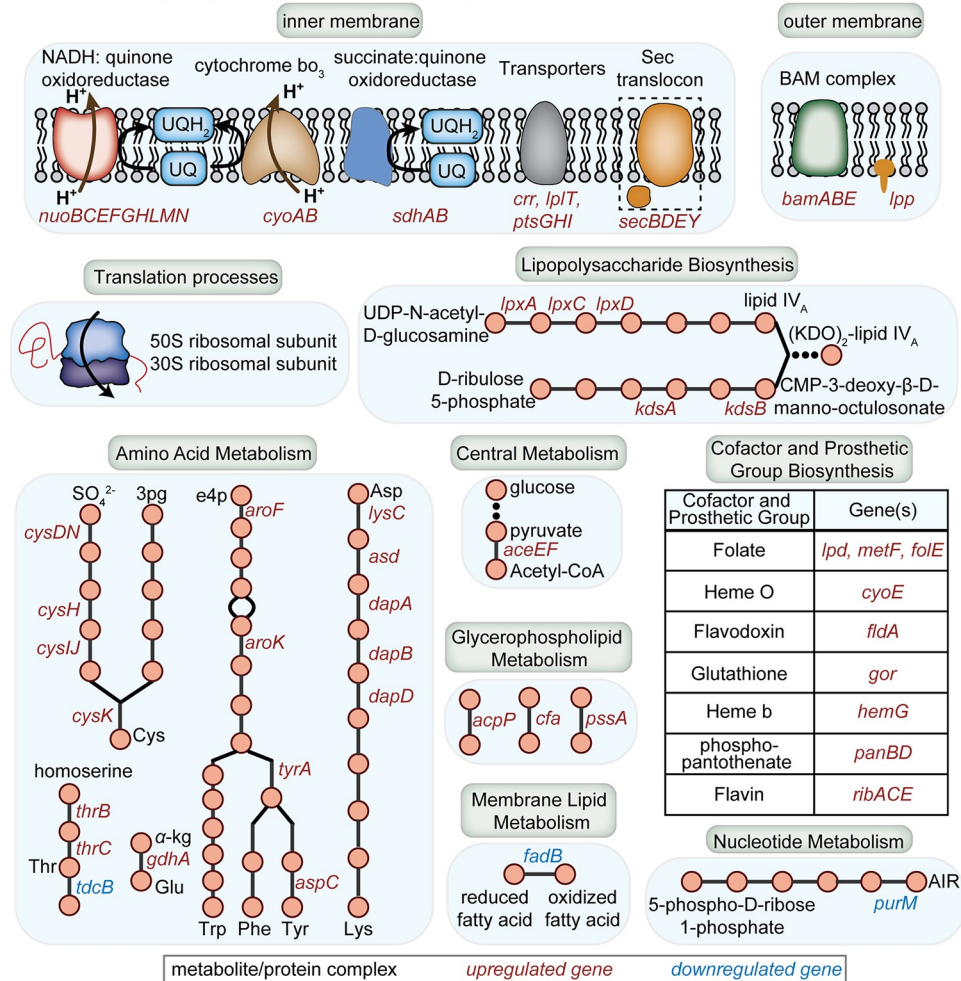 inner membrane
outer membrane
NADH: quinone
oxidoreductase
cytochrome bo₃
succinate:quinone
oxidoreductase
Transporters
Sec
translocon
BAM complex
H⁺
H⁺
UQH₂
UQ
UQH₂
UQ
H⁺
H⁺
nuoBCEFGHLMN
cyoAB
sdhAB
crr, lplT,
ptsGHI
secBDEY
bamABE
lpp
Translation processes
50S ribosomal subunit
30S ribosomal subunit
Lipopolysaccharide Biosynthesis
UDP-N-acetyl-
D-glucosamine
lpxA
lpxC
lpxD
lipid IV_A
(KDO)₂-lipid IV_A
D-ribulose
5-phosphate
kdsA
kdsB
CMP-3-deoxy-β-D-
manno-octulosonate
Amino Acid Metabolism
SO₄²⁻
3pg
e4p
Asp
cysDN
cysH
cysIJ
cysK
Cys
aroF
aroK
tyrA
aspC
Trp
Phe
Tyr
lysC
asd
dapA
dapB
dapD
Lys
homoserine
thrB
thrC
Thr
tdcB
α-kg
gdhA
Glu
Central Metabolism
glucose
pyruvate
aceEF
Acetyl-CoA
Glycerophospholipid
Metabolism
acpP
cfa
pssA
Membrane Lipid
Metabolism
fadB
reduced
fatty acid
oxidized
fatty acid
Cofactor and Prosthetic
Group Biosynthesis
Cofactor and
Prosthetic Group
Gene(s)
Folate
lpd, metF, folE
Heme O
cyoE
Flavodoxin
fldA
Glutathione
gor
Heme b
hemG
phospho-
pantothenate
panBD
Flavin
ribACE
Nucleotide Metabolism
AIR
5-phospho-D-ribose
1-phosphate
purM
metabolite/protein complex
upregulated gene
downregulated gene